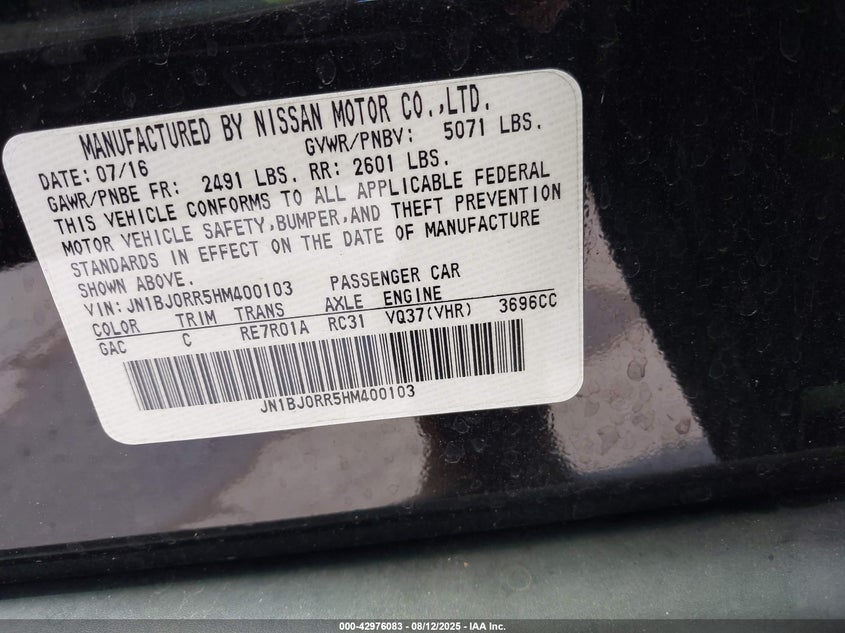 MANUFACTURED BY NISSAN MOTOR CO.,LTD.
DATE: 07/16 GVWR/PNBV: 5071 LBS.
GAWR/PNBE FR: 2491 LBS. RR: 2601 LBS.
THIS VEHICLE CONFORMS TO ALL APPLICABLE FEDERAL
MOTOR VEHICLE SAFETY,BUMPER,AND THEFT PREVENTION
STANDARDS IN EFFECT ON THE DATE OF MANUFACTURE
SHOWN ABOVE.
VIN: JN1BJ0RR5HM400103 PASSENGER CAR
COLOR TRIM TRANS AXLE ENGINE
GAC C RE7R01A RC31 VQ37(VHR) 3696CC
JN1BJ0RR5HM400103
000-42976083 - 08/12/2025 - IAA Inc.